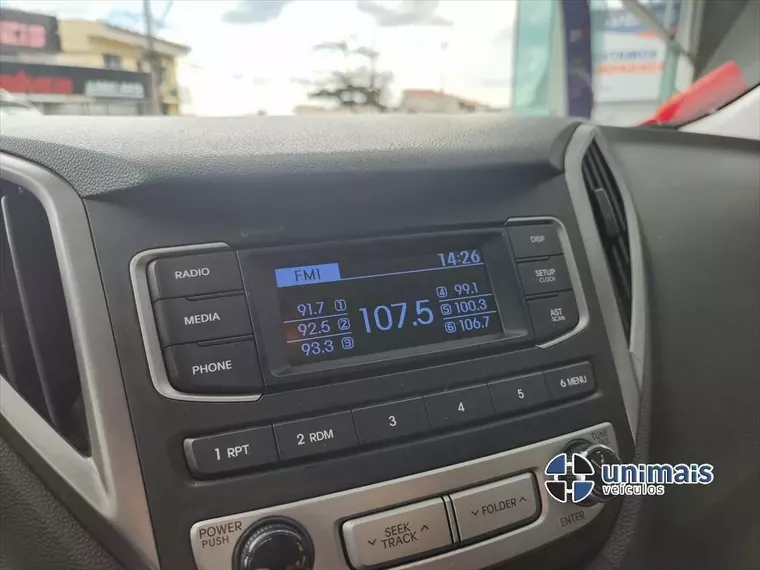 RADIO
MEDIA
PHONE
FM1
14:26
91.7 1
92.5 2
93.3 3
107.5
4 99.1
5 100.3
6 106.7
DISP
SETUP
CLOCK
AST
SCAN
1 RPT
2 RDM
3
4
5
6 MENU
POWER
PUSH
SEEK
TRACK
FOLDER
TUNE
ENTER
unimais
veículos